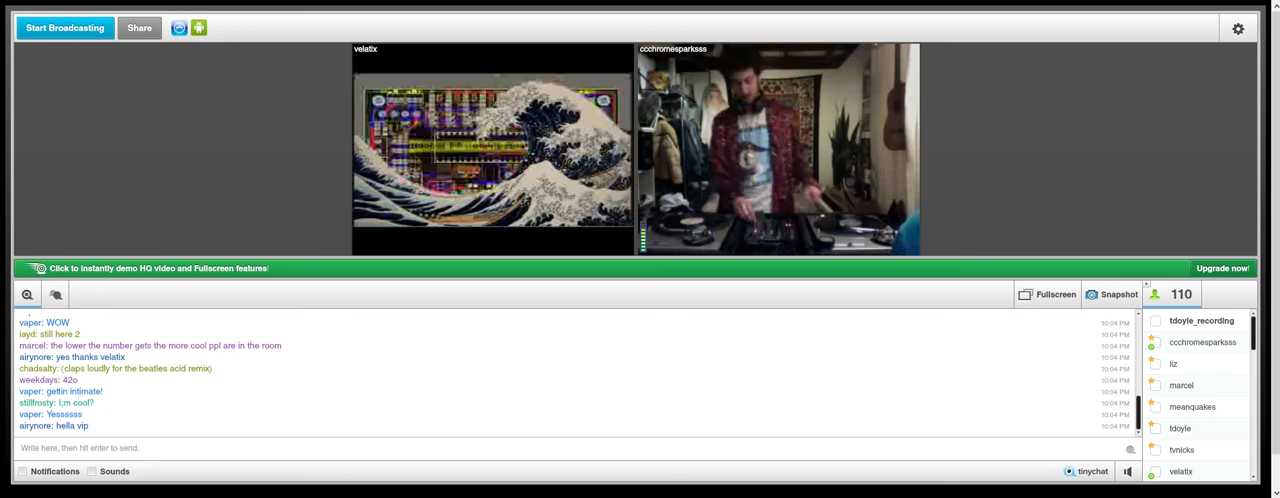 Start Broadcasting
Share
velatix
ccchromesparksss
Click to instantly demo HQ video and Fullscreen features!
Upgrade now!
Fullscreen
Snapshot
110
vaper: WOW
10:04 PM
iayd: still here 2
10:04 PM
marcel: the lower the number gets the more cool ppl are in the room
10:04 PM
airynore: yes thanks velatix
10:04 PM
chadsalty: (claps loudly for the beatles acid remix)
10:04 PM
weekdays: 42o
10:04 PM
vaper: gettin intimate!
10:04 PM
stillfrosty: I;m cool?
10:04 PM
vaper: Yessssss
10:04 PM
airynore: hella vip
10:04 PM
tdoyle_recording
ccchromesparksss
liz
marcel
meanquakes
tdoyle
tvnicks
velatix
Write here, then hit enter to send.
Notifications
Sounds
tinychat